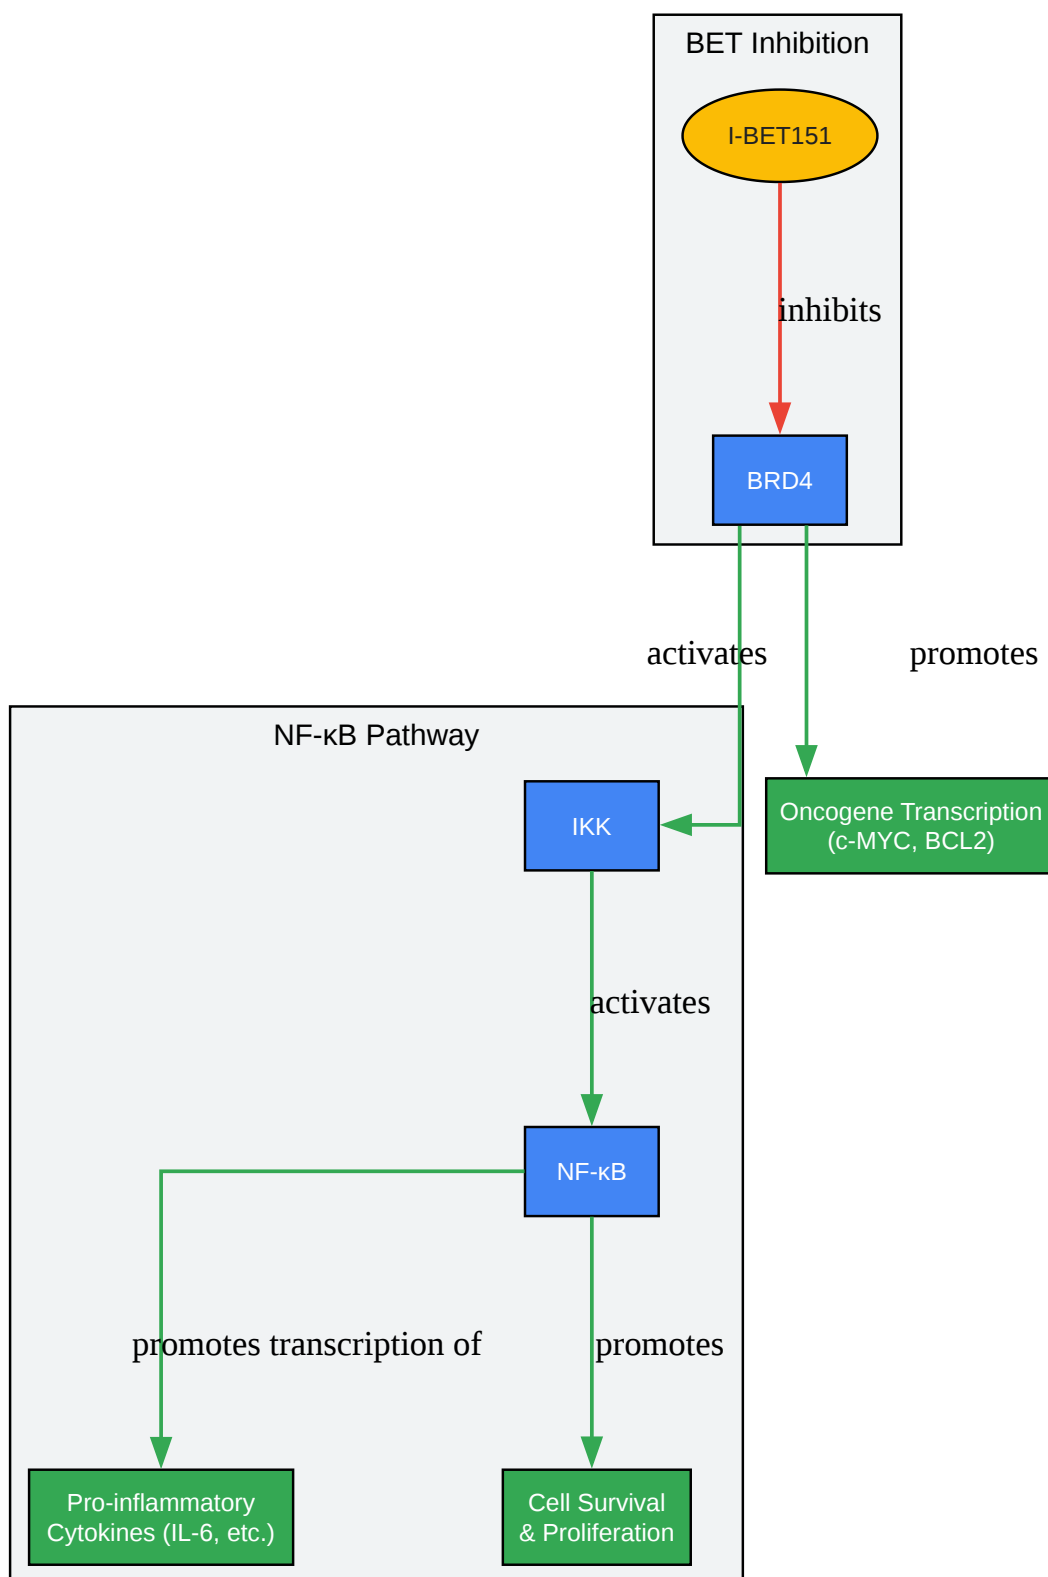 BET Inhibition
I-BET151
inhibits
BRD4
activates
promotes
NF-κB Pathway
IKK
Oncogene Transcription
(c-MYC, BCL2)
activates
NF-κB
promotes transcription of
promotes
Pro-inflammatory
Cytokines (IL-6, etc.)
Cell Survival
& Proliferation